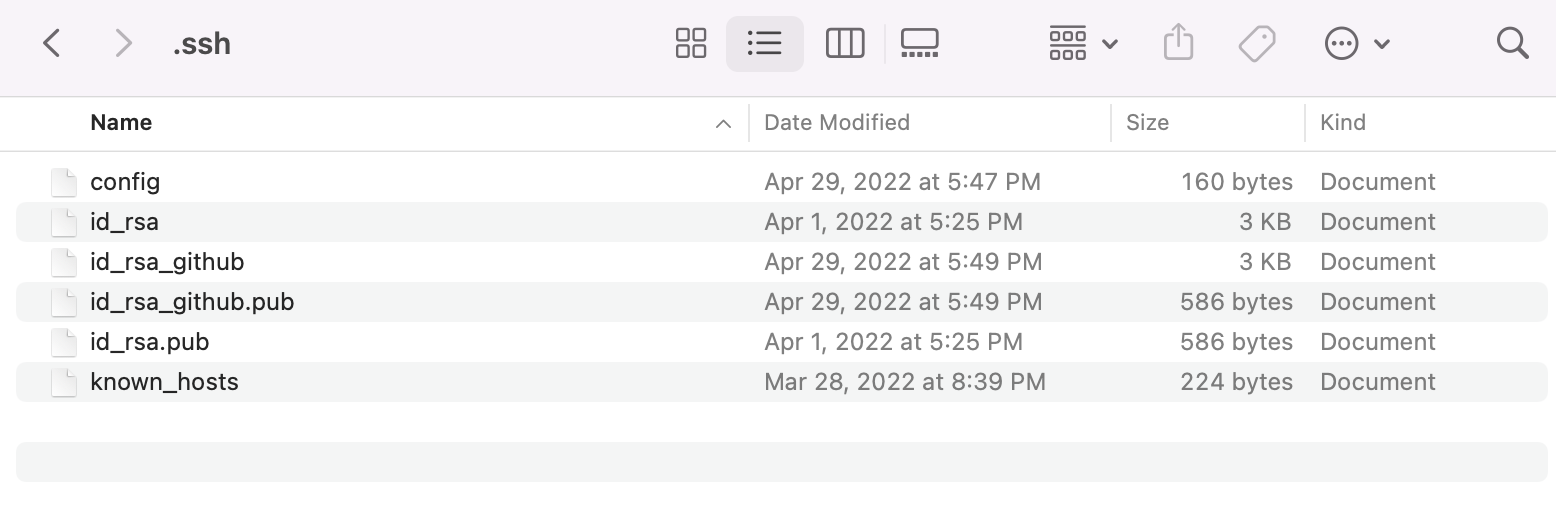 .ssh
Name Date Modified Size Kind
config Apr 29, 2022 at 5:47 PM 160 bytes Document
id_rsa Apr 1, 2022 at 5:25 PM 3 KB Document
id_rsa_github Apr 29, 2022 at 5:49 PM 3 KB Document
id_rsa_github.pub Apr 29, 2022 at 5:49 PM 586 bytes Document
id_rsa.pub Apr 1, 2022 at 5:25 PM 586 bytes Document
known_hosts Mar 28, 2022 at 8:39 PM 224 bytes Document